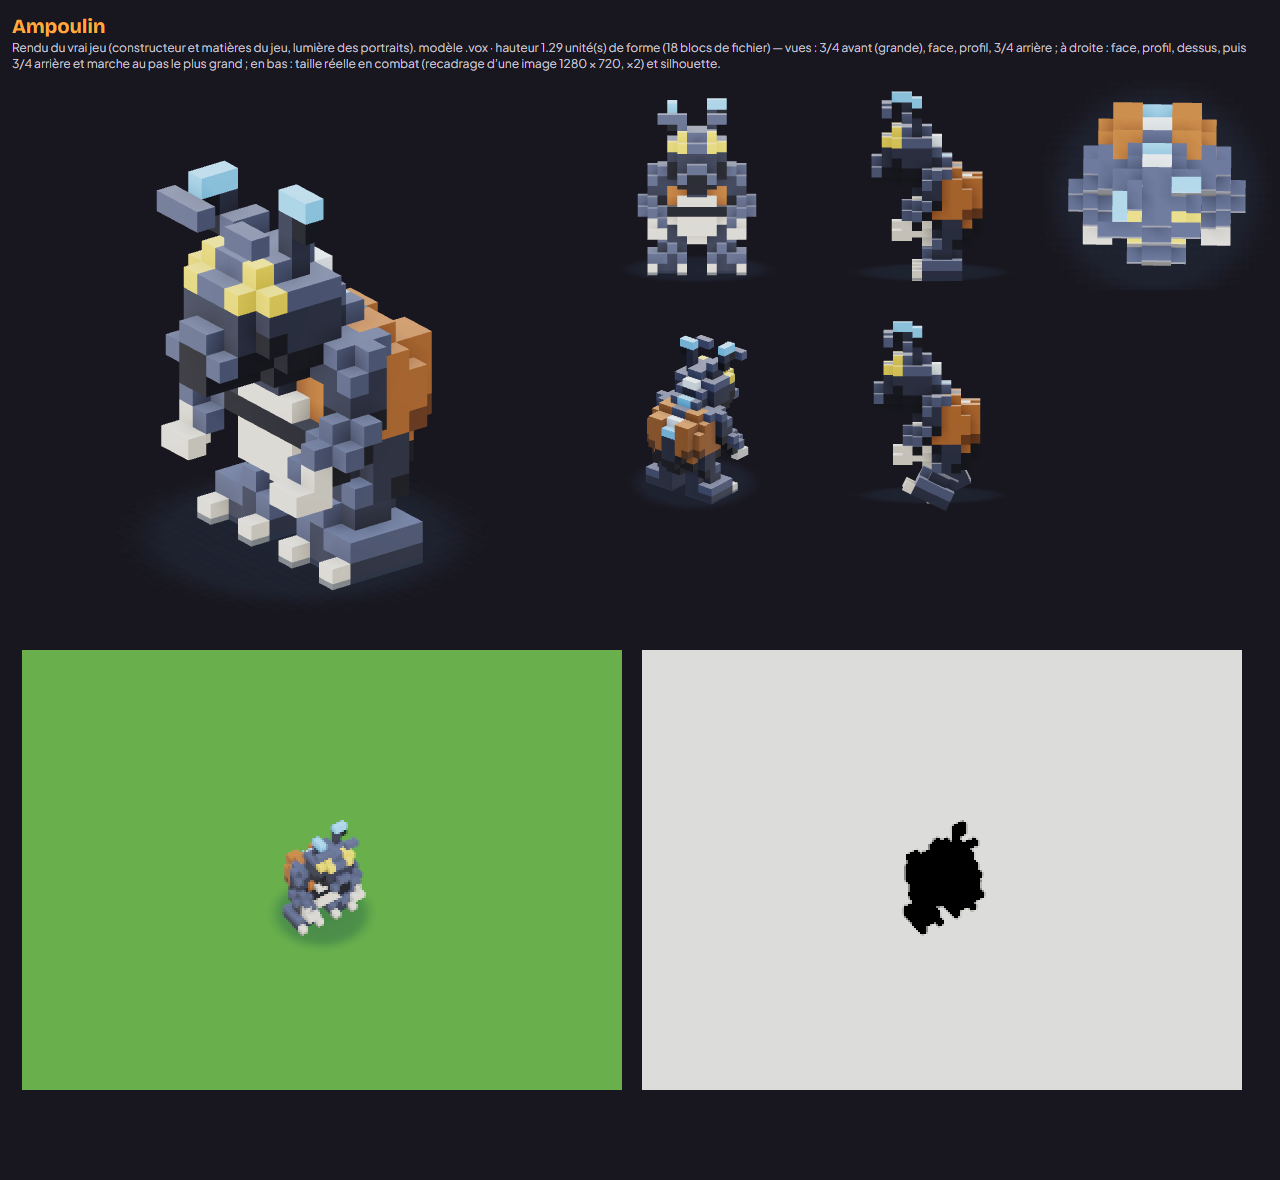 Ampoulin
Rendu du vrai jeu (constructeur et matières du jeu, lumière des portraits). modèle .vox · hauteur 1.29 unité(s) de forme (18 blocs de fichier) — vues : 3/4 avant (grande), face, profil, 3/4 arrière ; à droite : face, profil, dessus, puis
3/4 arrière et marche au pas le plus grand ; en bas : taille réelle en combat (recadrage d'une image 1280 × 720, ×2) et silhouette.